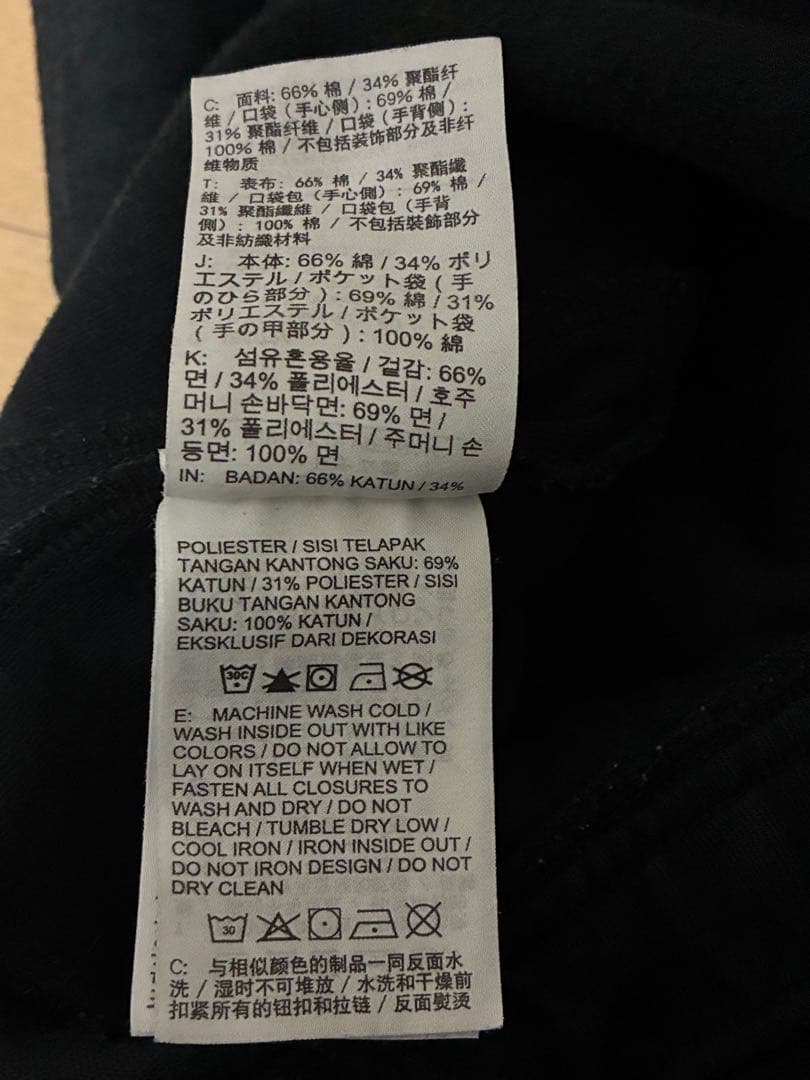 C: 面料: 66% 棉 / 34% 聚酯纤
维 / 口袋（手心侧）: 69% 棉 /
31% 聚酯纤维 / 口袋（手背侧）:
100% 棉 / 不包括装饰部分及非纤
维物质
T: 表布: 66% 棉 / 34% 聚酯纖
維 / 口袋包（手心側）: 69% 棉 /
31% 聚酯纖維 / 口袋包（手背
側）: 100% 棉 / 不包括裝飾部分
及非紡織材料
J: 本体: 66% 綿 / 34% ポリ
エステル / ポケット袋 ( 手
のひら部分 ) : 69% 綿 / 31%
ポリエステル / ポケット袋
( 手の甲部分 ) : 100% 綿
K: 섬유혼용율 / 겉감: 66%
면 / 34% 폴리에스터 / 호주
머니 손바닥면: 69% 면 /
31% 폴리에스터 / 주머니 손
등면: 100% 면
IN: BADAN: 66% KATUN / 34%
POLIESTER / SISI TELAPAK
TANGAN KANTONG SAKU: 69%
KATUN / 31% POLIESTER / SISI
BUKU TANGAN KANTONG
SAKU: 100% KATUN /
EKSKLUSIF DARI DEKORASI
30C
E: MACHINE WASH COLD /
WASH INSIDE OUT WITH LIKE
COLORS / DO NOT ALLOW TO
LAY ON ITSELF WHEN WET /
FASTEN ALL CLOSURES TO
WASH AND DRY / DO NOT
BLEACH / TUMBLE DRY LOW /
COOL IRON / IRON INSIDE OUT /
DO NOT IRON DESIGN / DO NOT
DRY CLEAN
30
C: 与相似颜色的制品一同反面水
洗 / 湿时不可堆放 / 水洗和干燥前
扣紧所有的钮扣和拉链 / 反面熨烫